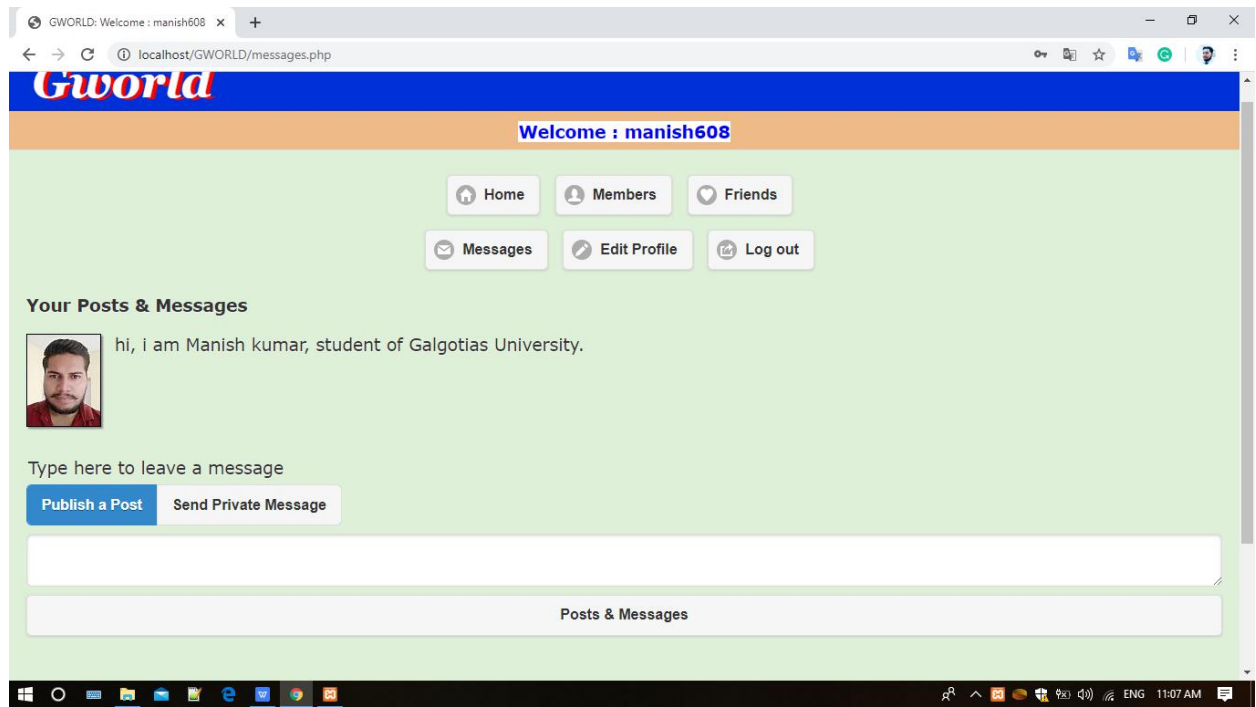 GWORLD: Welcome : manish608
localhost/GWORLD/messages.php
Gworld
Welcome : manish608
Home Members Friends
Messages Edit Profile Log out
Your Posts & Messages
hi, i am Manish kumar, student of Galgotias University.
Type here to leave a message
Publish a Post Send Private Message
Posts & Messages
ENG 11:07 AM